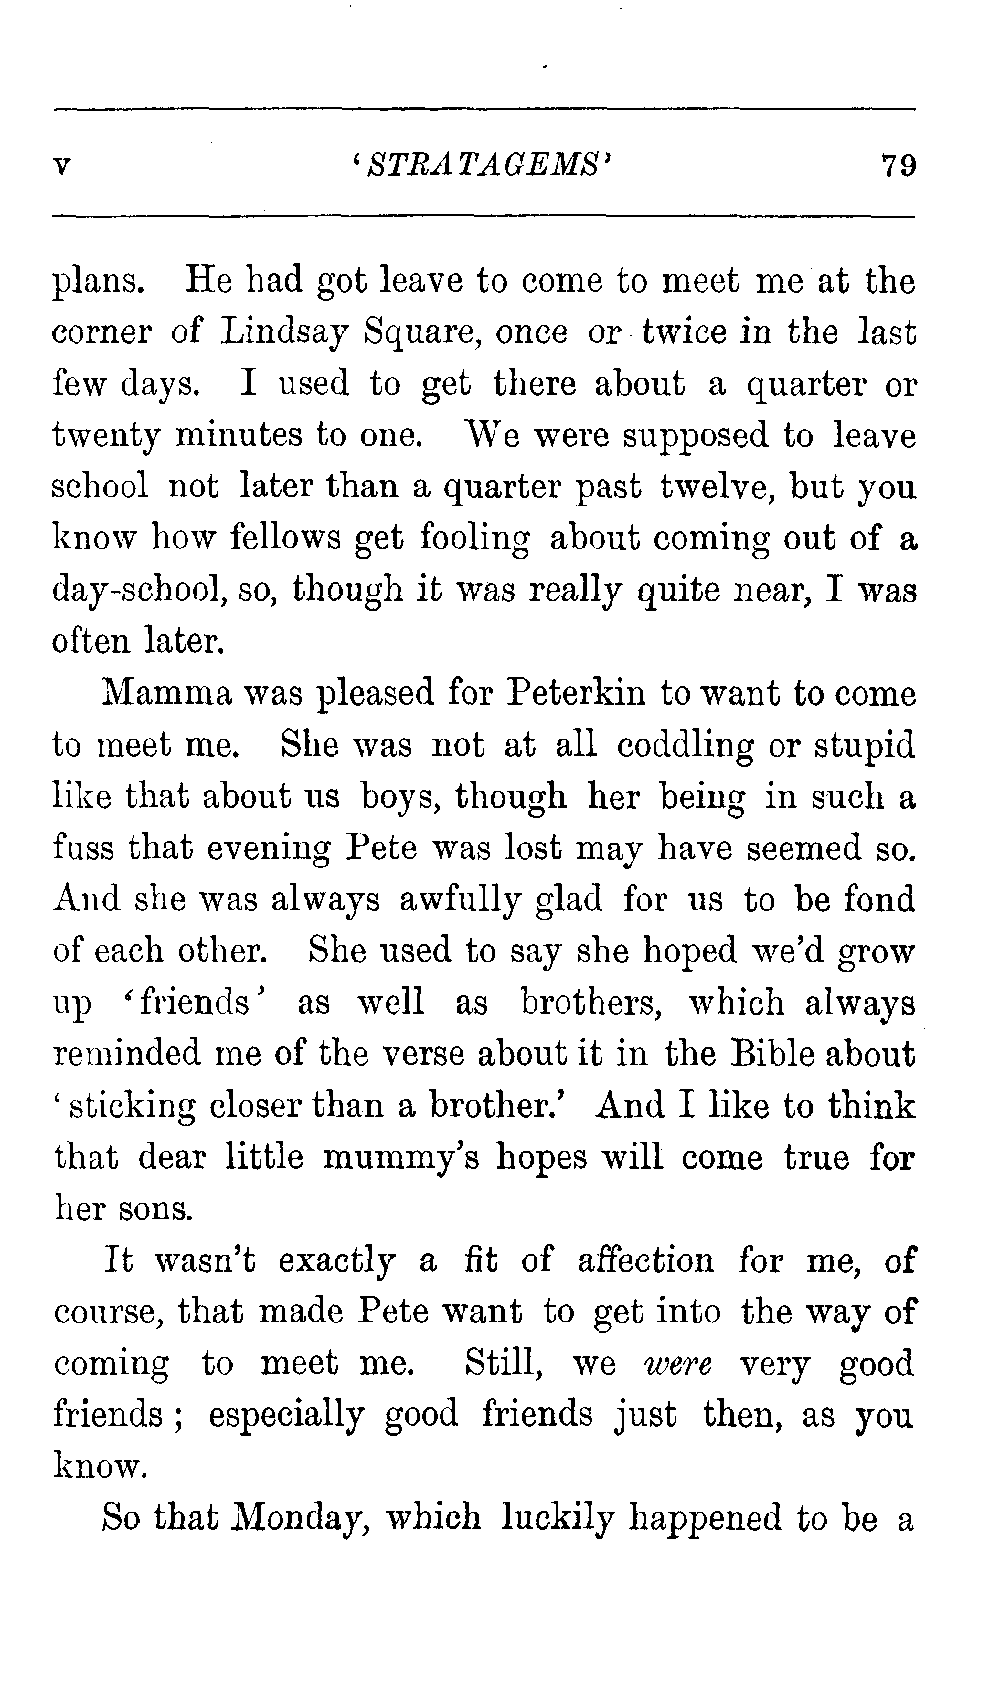 v 'STRATAGEMS' 79
plans. He had got leave to come to meet me at the
corner of Lindsay Square, once or twice in the last
few days. I used to get there about a quarter or
twenty minutes to one. We were supposed to leave
school not later than a quarter past twelve, but you
know how fellows get fooling about coming out of a
day-school, so, though it was really quite near, I was
often later.
Mamma was pleased for Peterkin to want to come
to meet me. She was not at all coddling or stupid
like that about us boys, though her being in such a
fuss that evening Pete was lost may have seemed so.
And she was always awfully glad for us to be fond
of each other. She used to say she hoped we'd grow
up 'friends' as well as brothers, which always
reminded me of the verse about it in the Bible about
'sticking closer than a brother.' And I like to think
that dear little mummy's hopes will come true for
her sons.
It wasn't exactly a fit of affection for me, of
course, that made Pete want to get into the way of
coming to meet me. Still, we were very good
friends; especially good friends just then, as you
know.
So that Monday, which luckily happened to be a